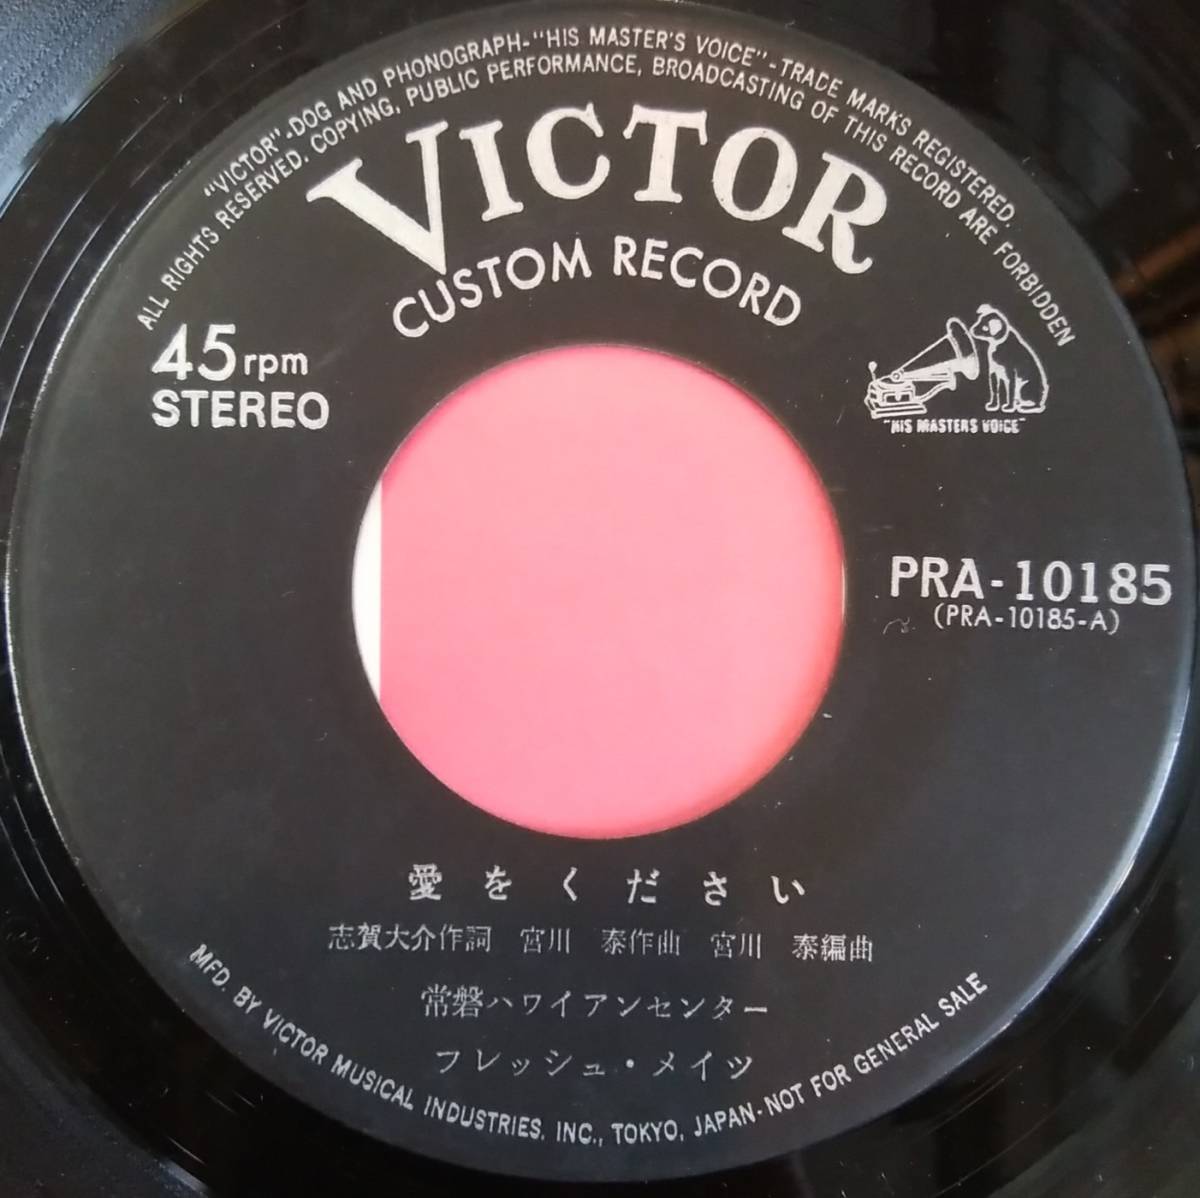 "VICTOR"-DOG AND PHONOGRAPH-"HIS MASTER'S VOICE"-TRADE MARKS REGISTERED.
ALL RIGHTS RESERVED. COPYING, PUBLIC PERFORMANCE, BROADCASTING OF THIS RECORD ARE FORBIDDEN
VICTOR
CUSTOM RECORD
45rpm
STEREO
"HIS MASTERS VOICE"
PRA-10185
(PRA-10185-A)
愛をください
志賀大介作詞 宮川 泰作曲 宮川 泰編曲
常磐ハワイアンセンター
フレッシュ・メイツ
MFD. BY VICTOR MUSICAL INDUSTRIES, INC., TOKYO, JAPAN-NOT FOR GENERAL SALE